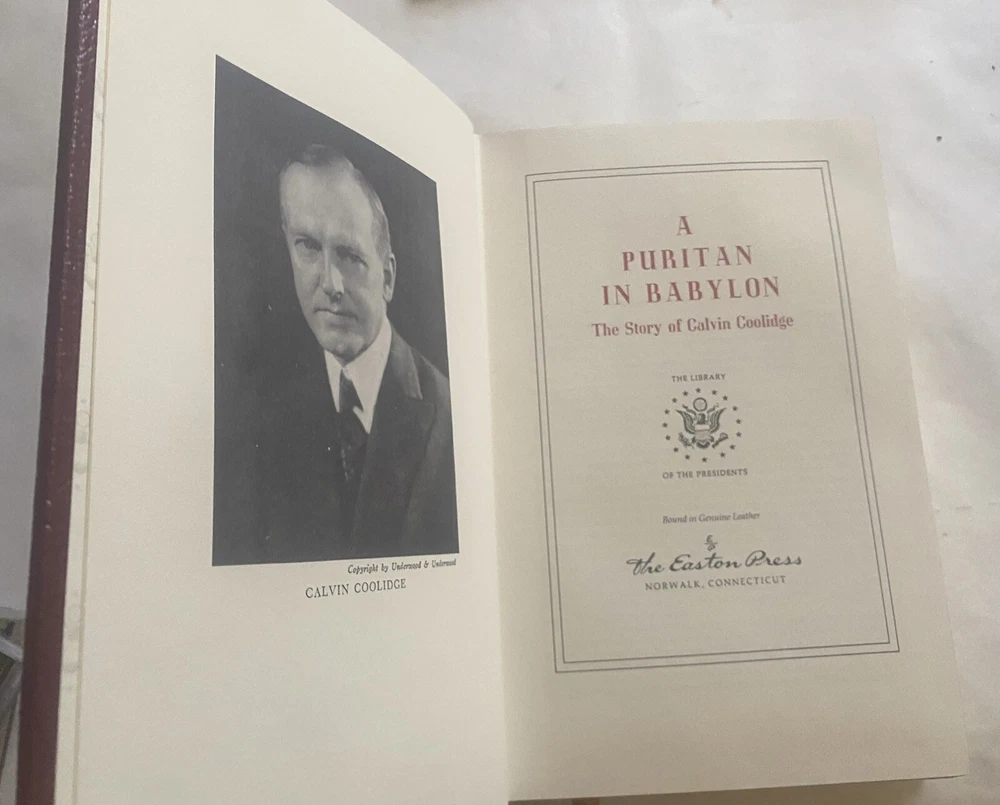 Copyright by Underwood & Underwood
CALVIN COOLIDGE
A
PURITAN
IN BABYLON
The Story of Calvin Coolidge
THE LIBRARY
OF THE PRESIDENTS
Bound in Genuine Leather
The Easton Press
NORWALK, CONNECTICUT